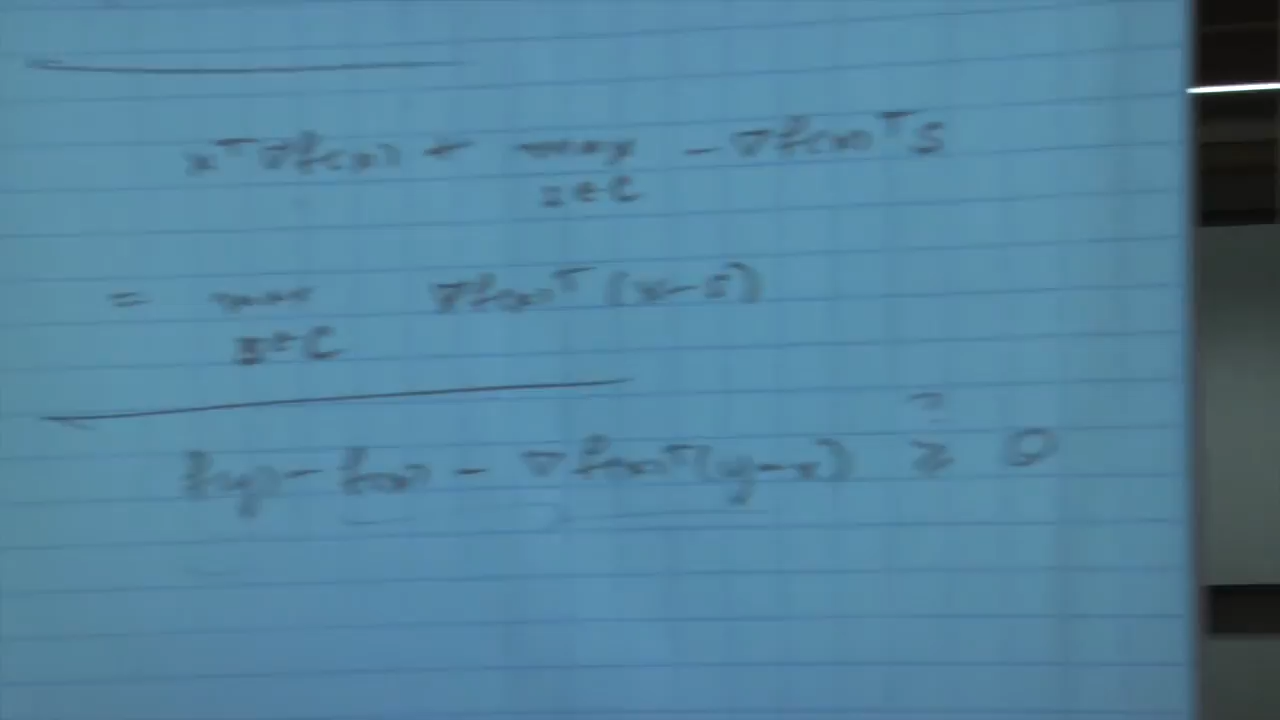 x^T ∇f(x) + max - ∇f(x)^T s
s ∈ C
= max ∇f(x)^T (x-s)
s ∈ C
?
f(y) - f(x) - ∇f(x)^T (y-x) ≥ 0